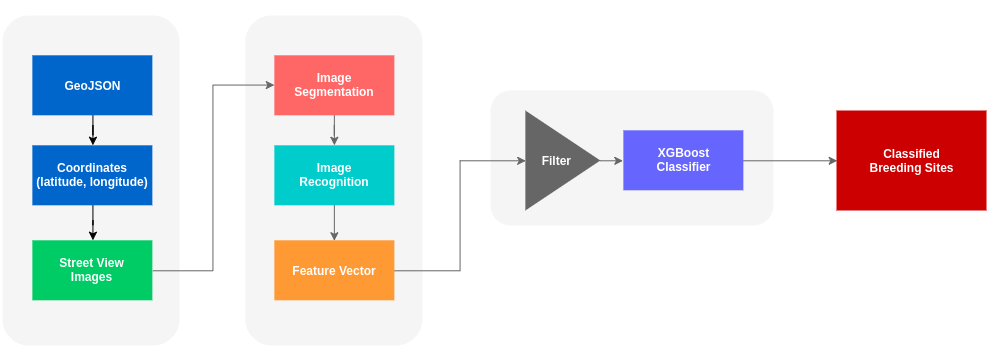 GeoJSON
Coordinates
(latitude, longitude)
Street View
Images
Image
Segmentation
Image
Recognition
Feature Vector
Filter
XGBoost
Classifier
Classified
Breeding Sites